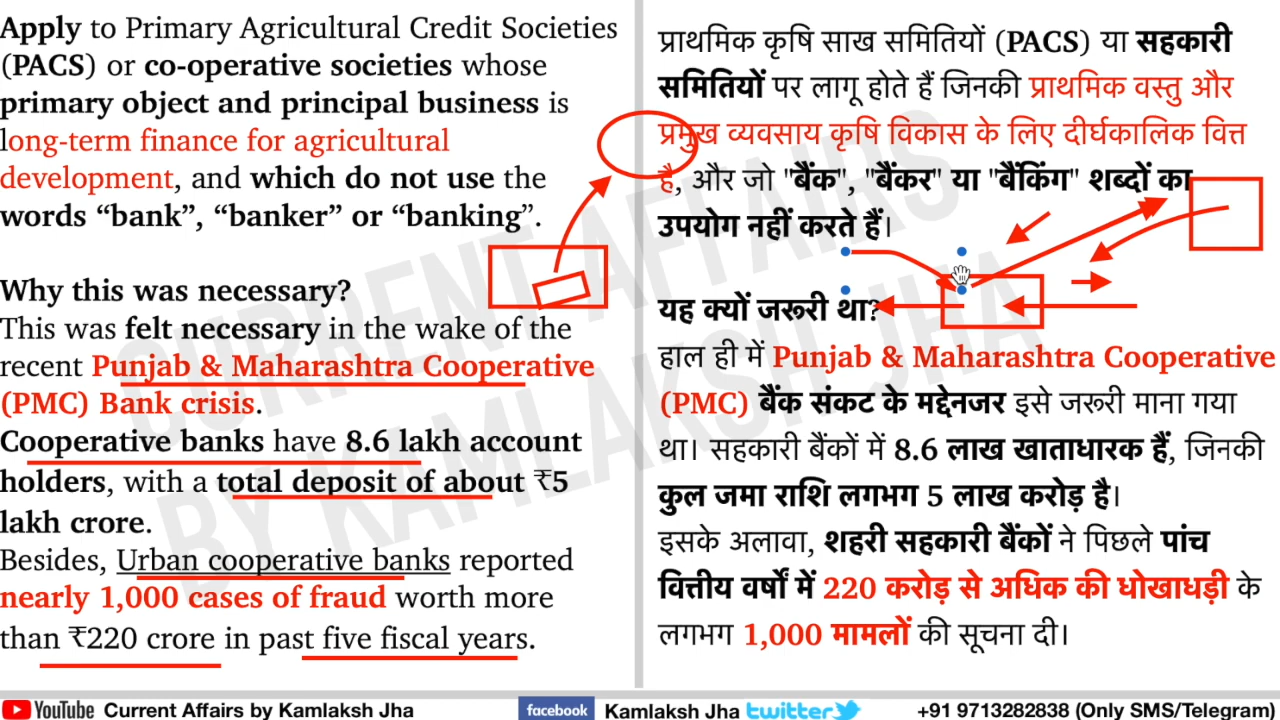 Apply to Primary Agricultural Credit Societies
(PACS) or co-operative societies whose
primary object and principal business is
long-term finance for agricultural
development, and which do not use the
words “bank”, “banker” or “banking”.
Why this was necessary?
This was felt necessary in the wake of the
recent Punjab & Maharashtra Cooperative
(PMC) Bank crisis.
Cooperative banks have 8.6 lakh account
holders, with a total deposit of about ₹5
lakh crore.
Besides, Urban cooperative banks reported
nearly 1,000 cases of fraud worth more
than ₹220 crore in past five fiscal years.
प्राथमिक कृषि साख समितियों (PACS) या सहकारी
समितियों पर लागू होते हैं जिनकी प्राथमिक वस्तु और
प्रमुख व्यवसाय कृषि विकास के लिए दीर्घकालिक वित्त
है, और जो "बैंक", "बैंकर" या "बैंकिंग" शब्दों का
उपयोग नहीं करते हैं।
यह क्यों जरूरी था?
हाल ही में Punjab & Maharashtra Cooperative
(PMC) बैंक संकट के मद्देनजर इसे जरूरी माना गया
था। सहकारी बैंकों में 8.6 लाख खाताधारक हैं, जिनकी
कुल जमा राशि लगभग 5 लाख करोड़ है।
इसके अलावा, शहरी सहकारी बैंकों ने पिछले पांच
वित्तीय वर्षों में 220 करोड़ से अधिक की धोखाधड़ी के
लगभग 1,000 मामलों की सूचना दी।
CURRENT AFFAIRS
BY KAMLAKSH JHA
YouTube Current Affairs by Kamlaksh Jha facebook Kamlaksh Jha twitter +91 9713282838 (Only SMS/Telegram)